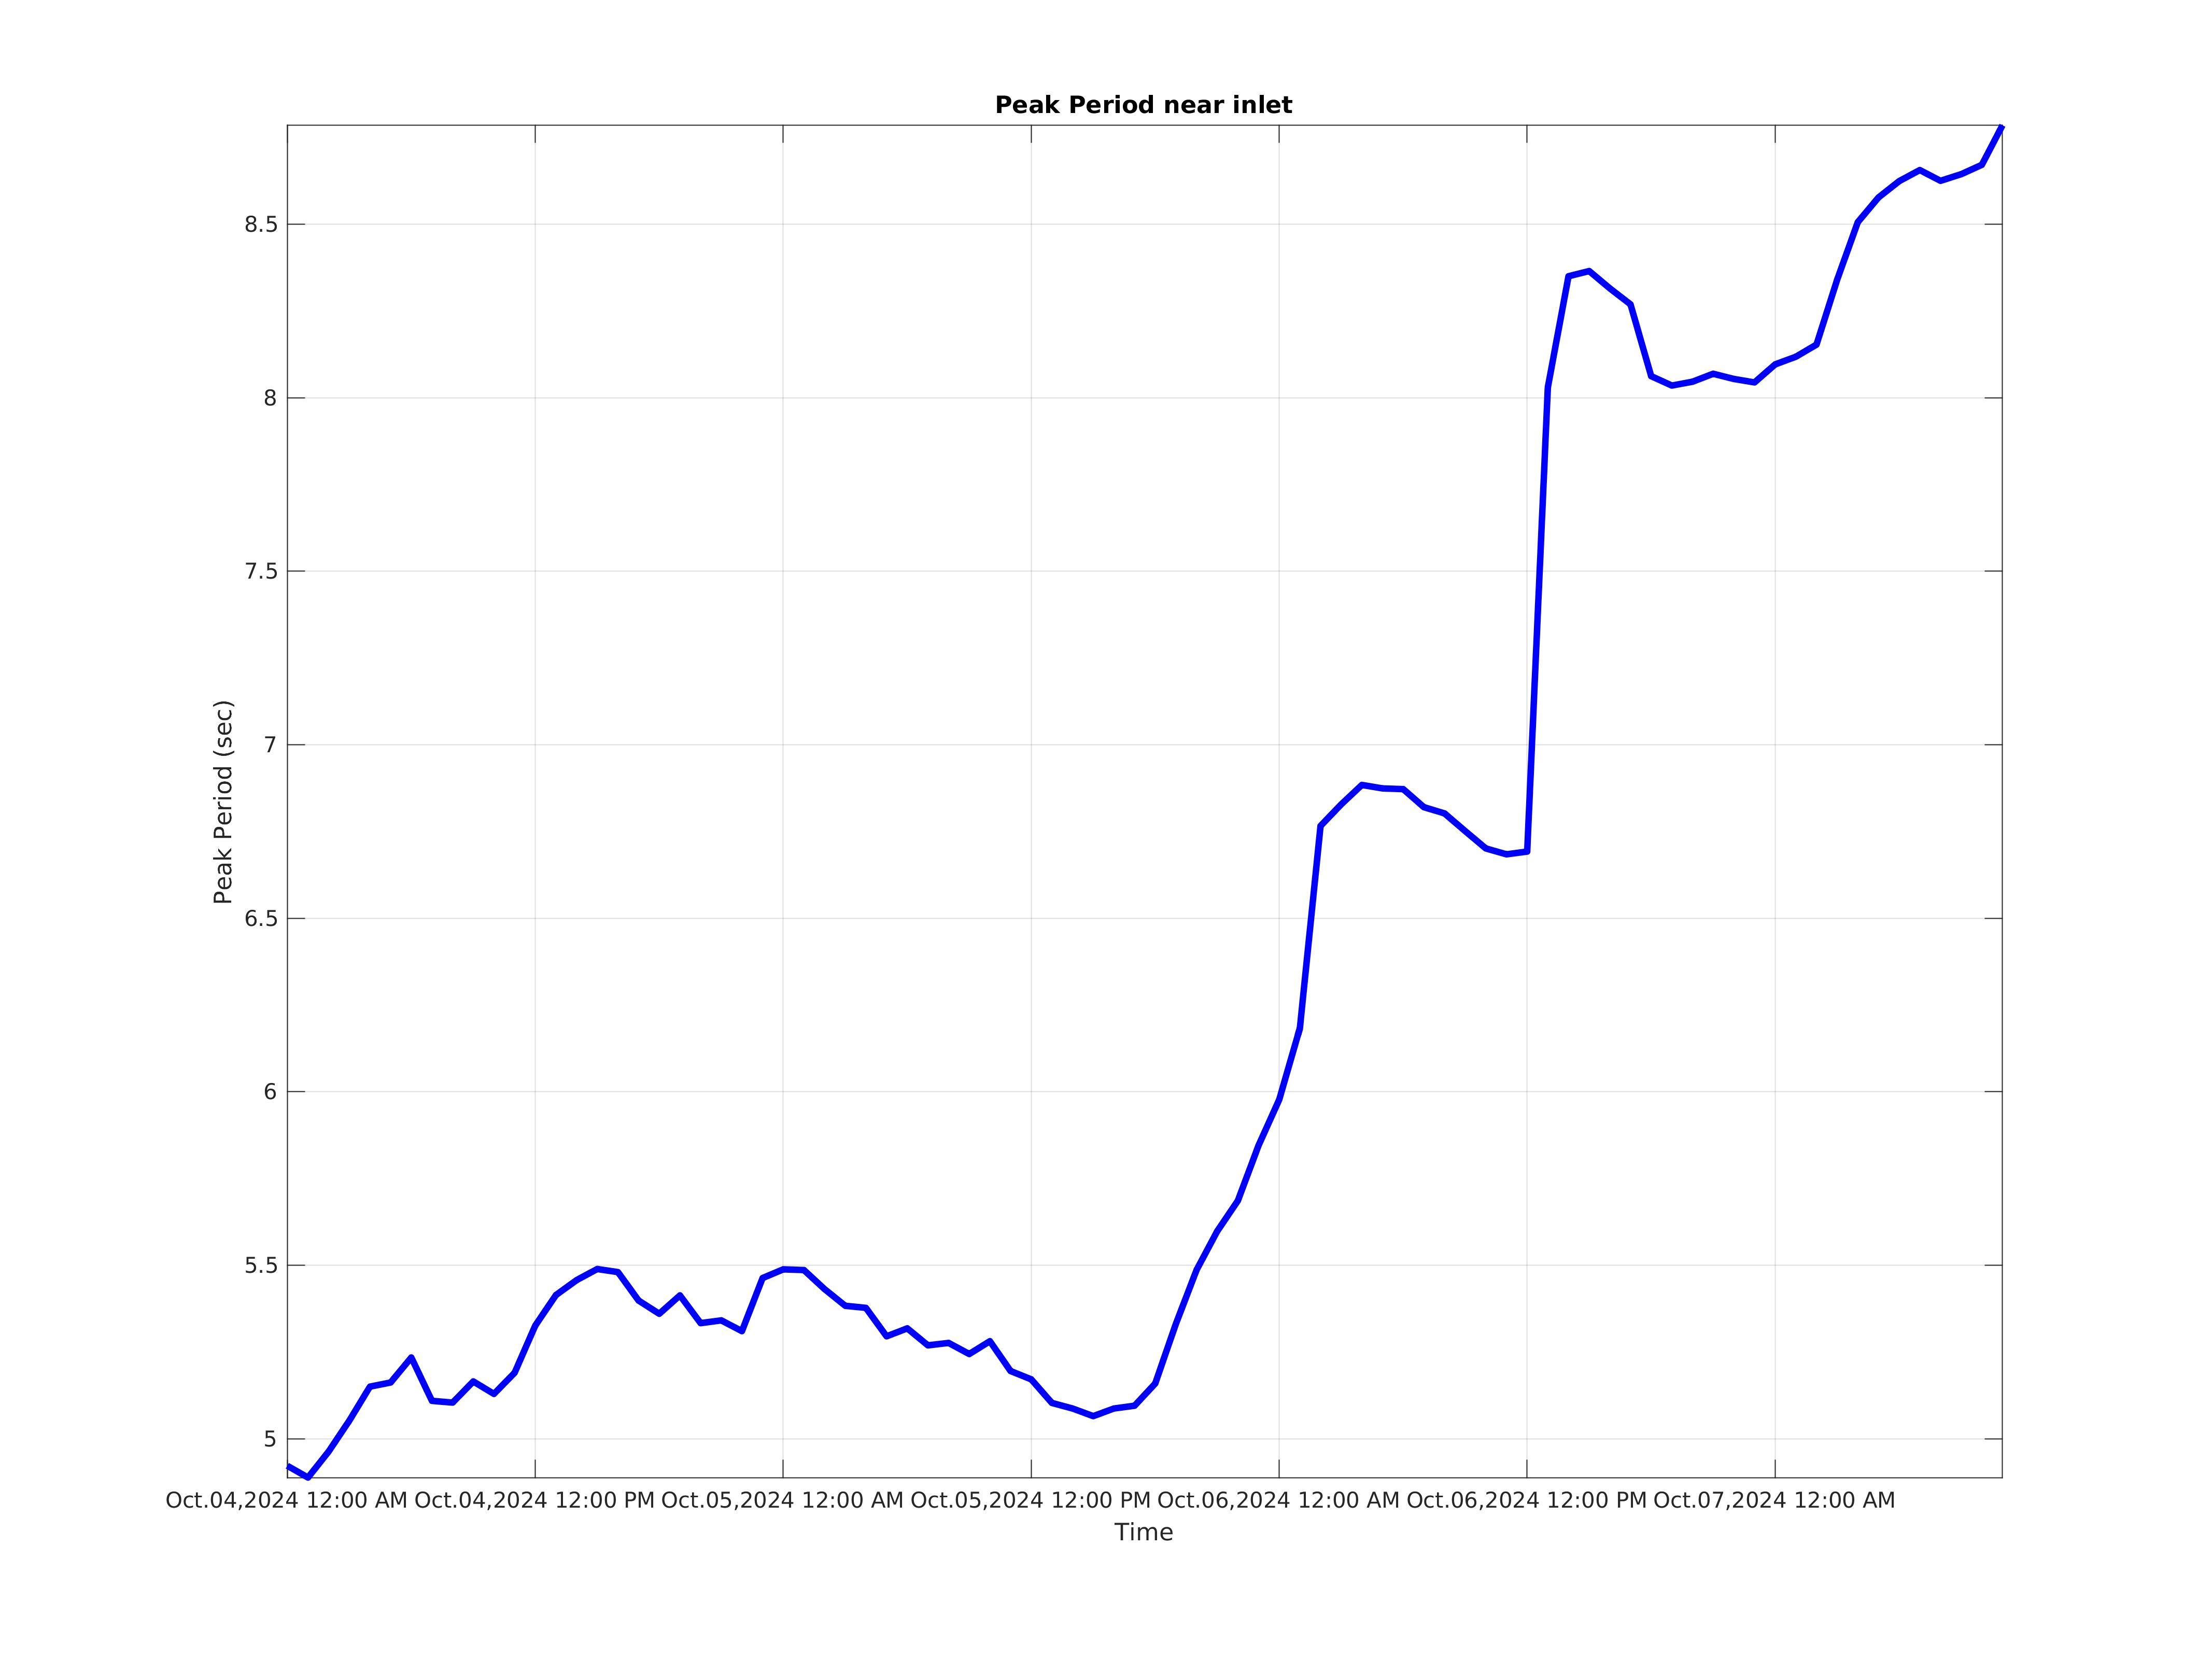 Peak Period near inlet
8.5
8
7.5
7
6.5
6
5.5
5
Peak Period (sec)
Oct.04,2024 12:00 AM Oct.04,2024 12:00 PM Oct.05,2024 12:00 AM Oct.05,2024 12:00 PM Oct.06,2024 12:00 AM Oct.06,2024 12:00 PM Oct.07,2024 12:00 AM
Time